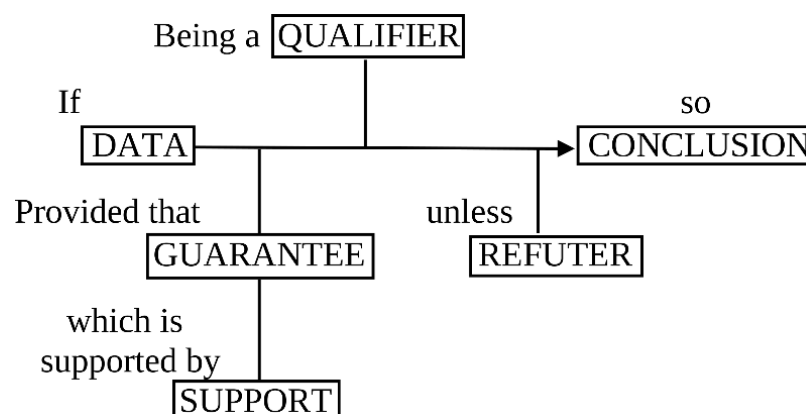 Being a QUALIFIER
If
so
DATA
CONCLUSION
Provided that
unless
GUARANTEE
REFUTER
which is
supported by
SUPPORT